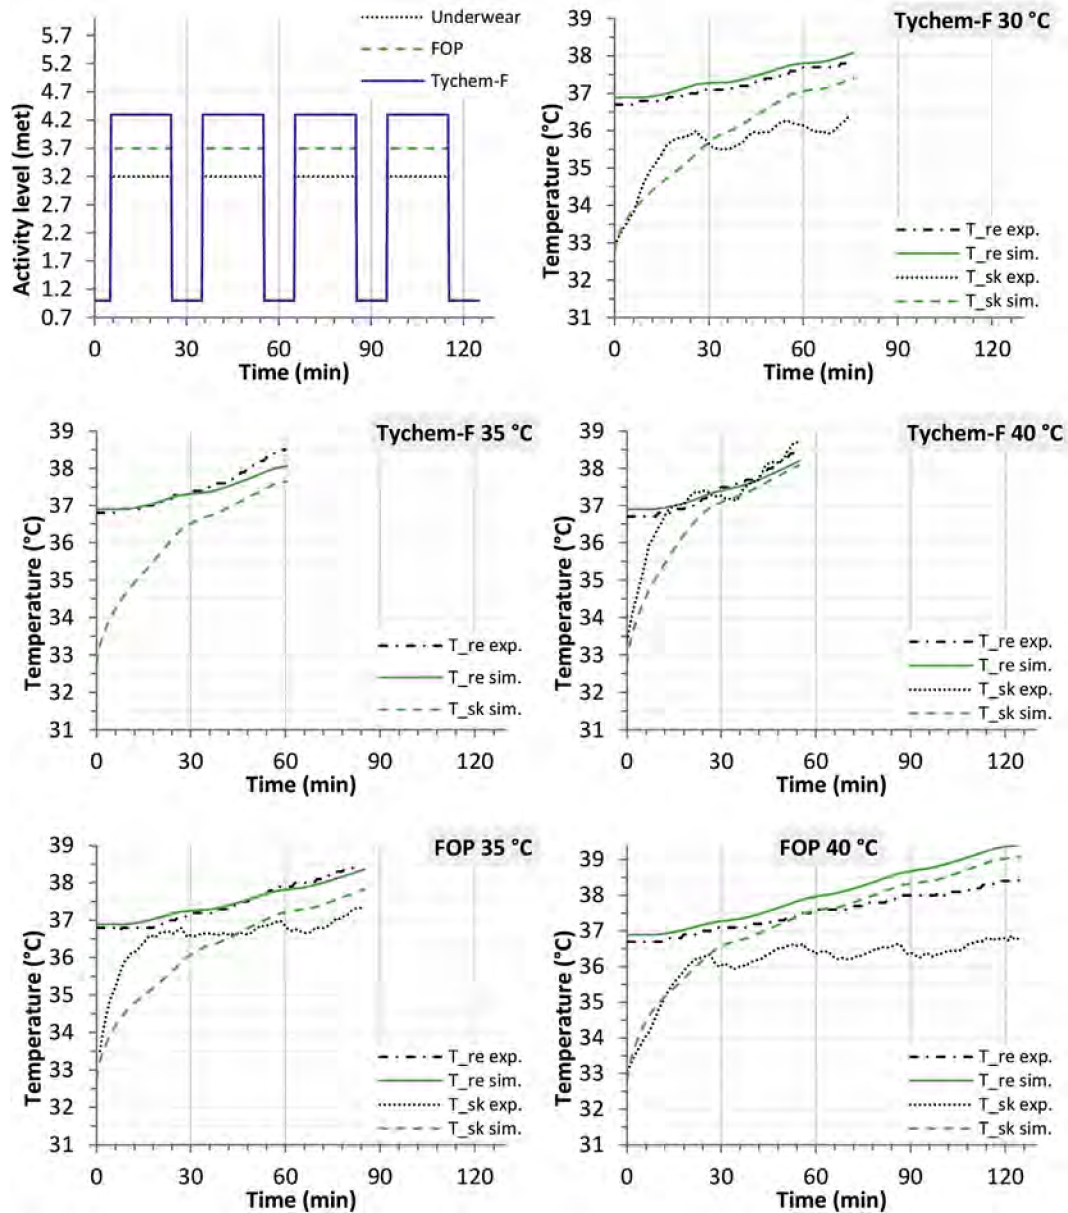 Underwear
FOP
Tychem-F
5.7
5.2
4.7
4.2
3.7
3.2
2.7
2.2
1.7
1.2
0.7
Activity level (met)
0 30 60 90 120
Time (min)
Tychem-F 30 °C
39
38
37
36
35
34
33
32
31
Temperature (°C)
T_re exp.
T_re sim.
T_sk exp.
T_sk sim.
0 30 60 90 120
Time (min)
Tychem-F 35 °C
39
38
37
36
35
34
33
32
31
Temperature (°C)
T_re exp.
T_re sim.
T_sk sim.
0 30 60 90 120
Time (min)
Tychem-F 40 °C
39
38
37
36
35
34
33
32
31
Temperature (°C)
T_re exp.
T_re sim.
T_sk exp.
T_sk sim.
0 30 60 90 120
Time (min)
FOP 35 °C
39
38
37
36
35
34
33
32
31
Temperature (°C)
T_re exp.
T_re sim.
T_sk exp.
T_sk sim.
0 30 60 90 120
Time (min)
FOP 40 °C
39
38
37
36
35
34
33
32
31
Temperature (°C)
T_re exp.
T_re sim.
T_sk exp.
T_sk sim.
0 30 60 90 120
Time (min)